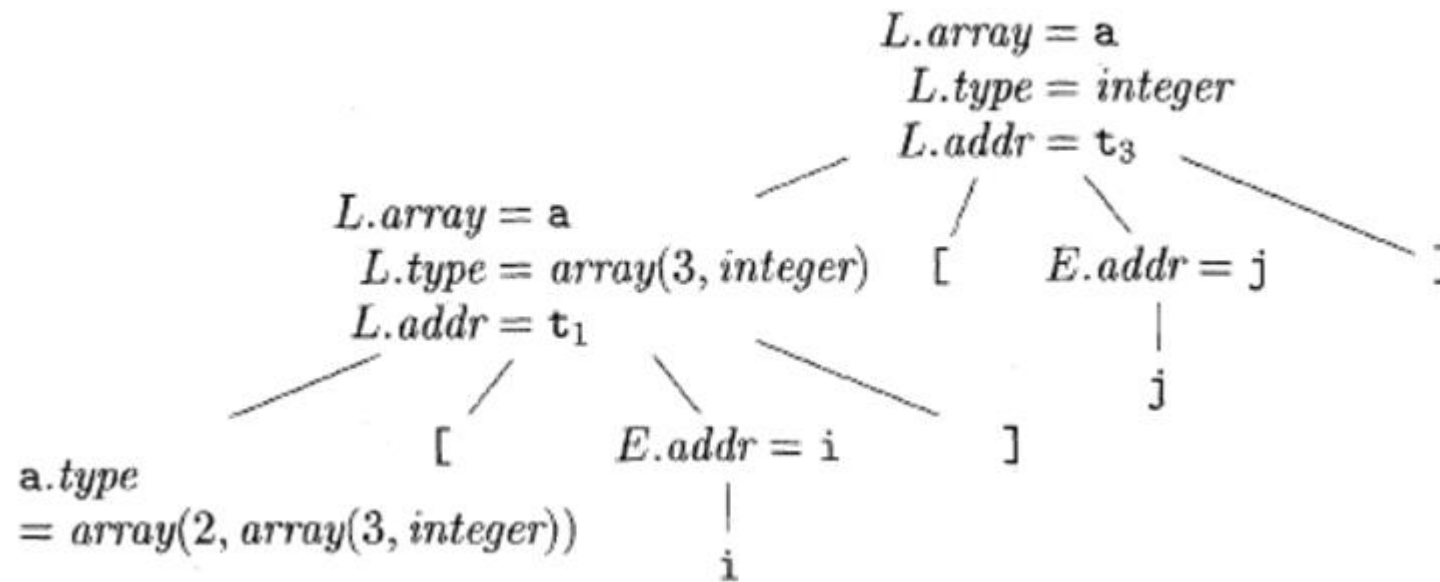 L.array = a
L.type = integer
L.addr = t₃
L.array = a
L.type = array(3, integer)
L.addr = t₁
[
E.addr = j
]
j
a.type
= array(2, array(3, integer))
[
E.addr = i
]
i